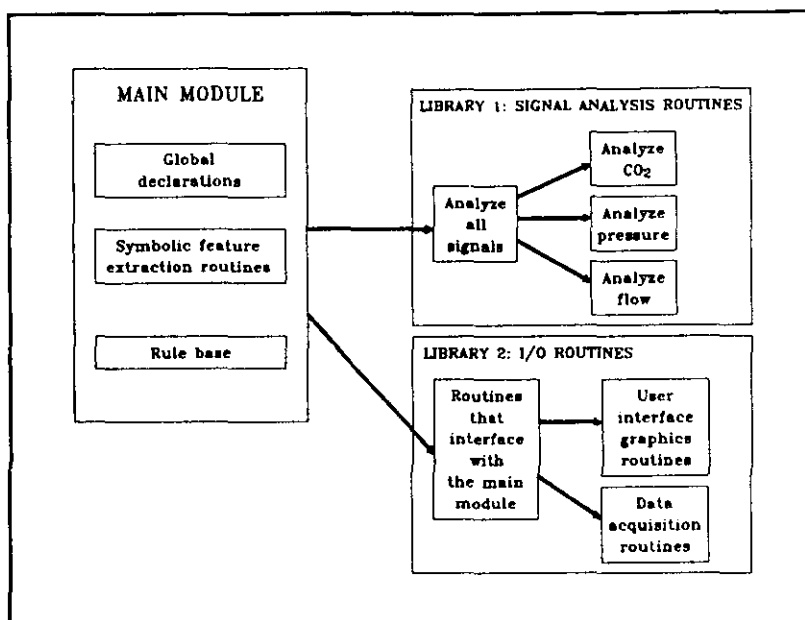 MAIN MODULE
Global
declarations
Symbolic feature
extraction routines
Rule base
LIBRARY 1: SIGNAL ANALYSIS ROUTINES
Analyze
all
signals
Analyze
CO₂
Analyze
pressure
Analyze
flow
LIBRARY 2: I/O ROUTINES
Routines
that
interface
with
the main
module
User
interface
graphics
routines
Data
acquisition
routines